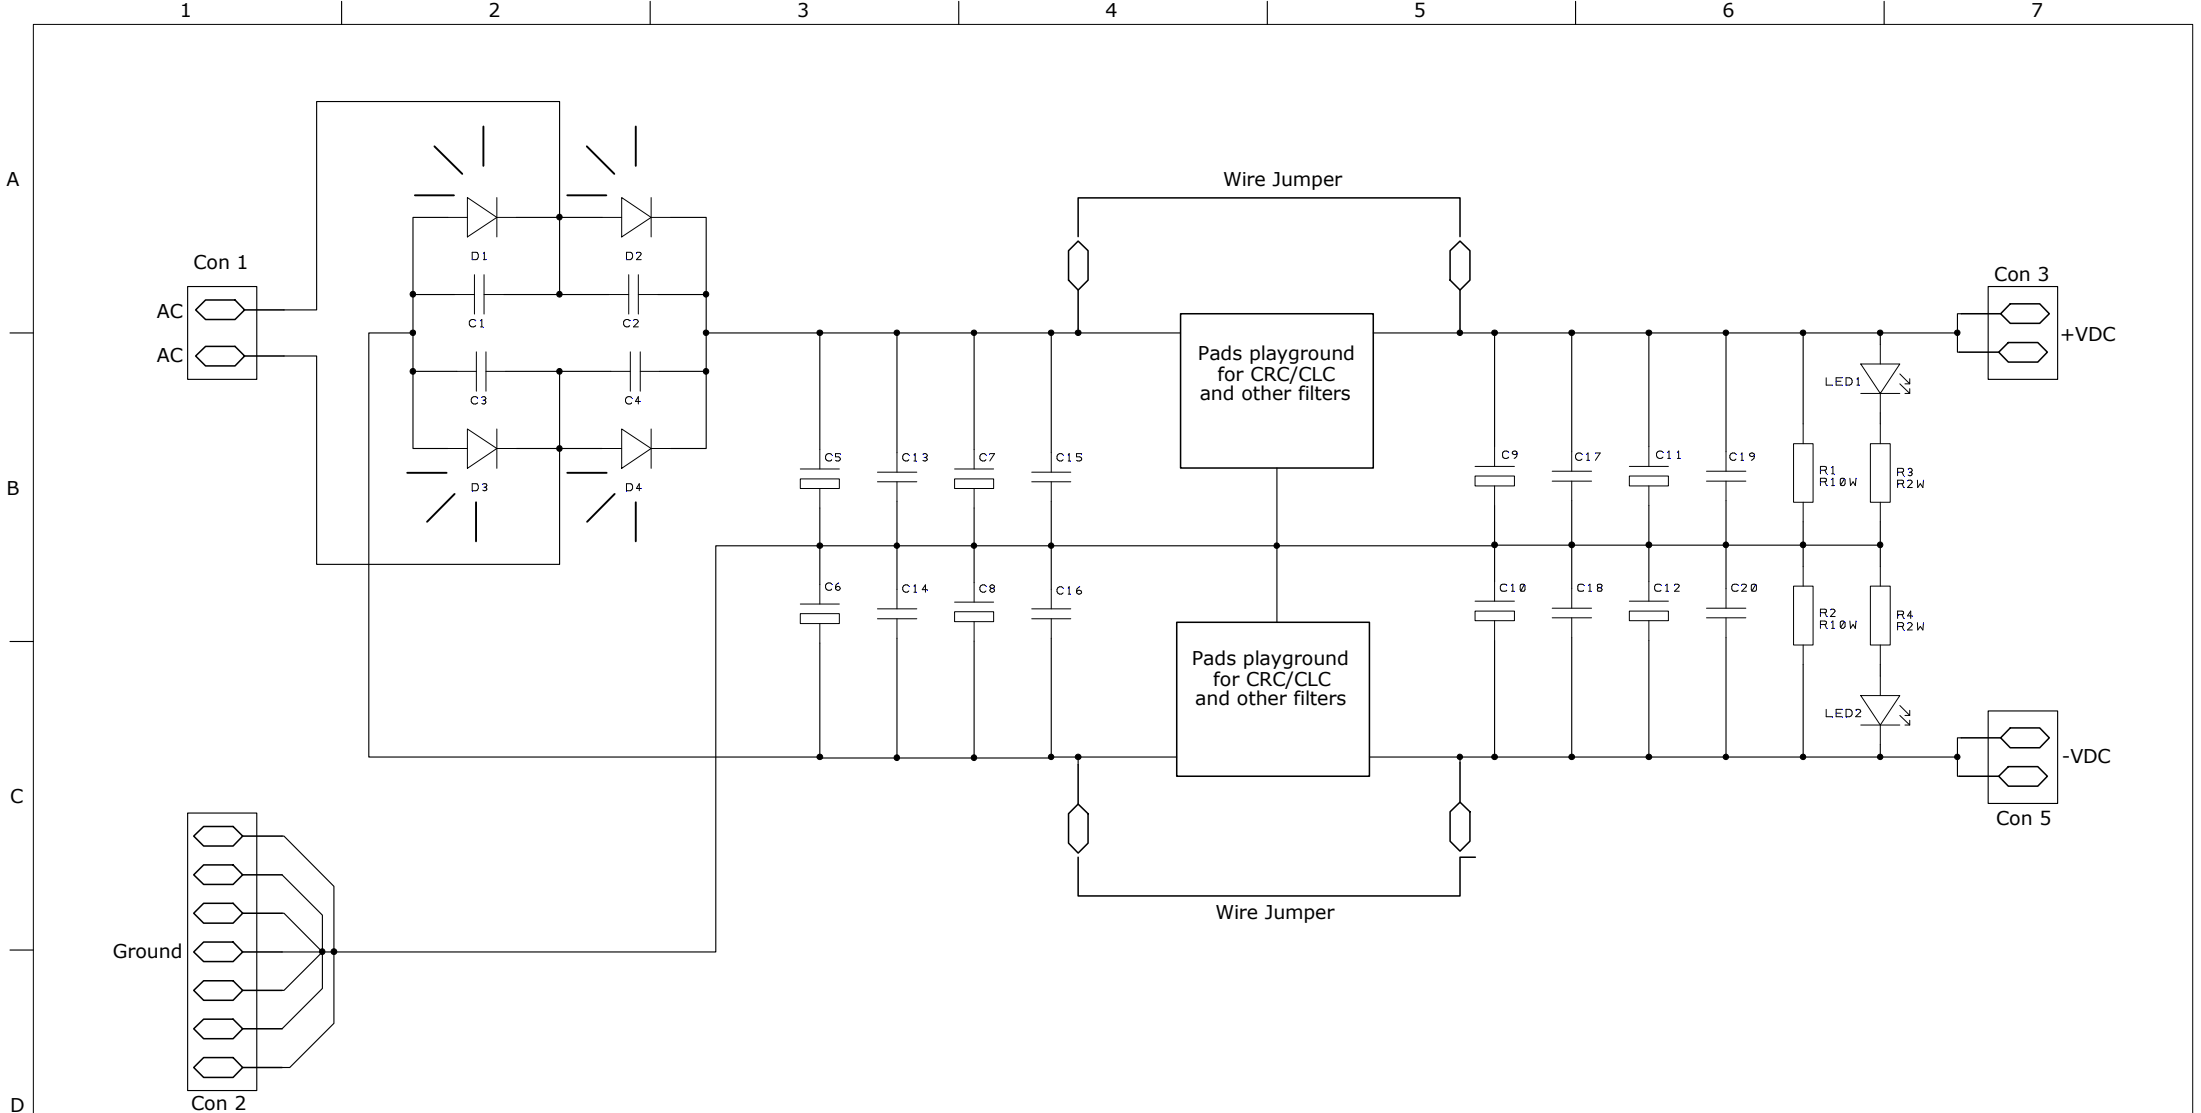 1 2 3 4 5 6 7
A
Wire Jumper
D1 D2
Con 1
Con 3
AC
C1 C2
+VDC
AC
Pads playground
for CRC/CLC
and other filters
LED1
C3 C4
B
C5 C13 C7 C15
C9 C17 C11 C19
R1
R10W
R3
R2W
D3 D4
C6 C14 C8 C16
C10 C18 C12 C20
R2
R10W
R4
R2W
Pads playground
for CRC/CLC
and other filters
LED2
-VDC
C
Con 5
Wire Jumper
Ground
Con 2
D